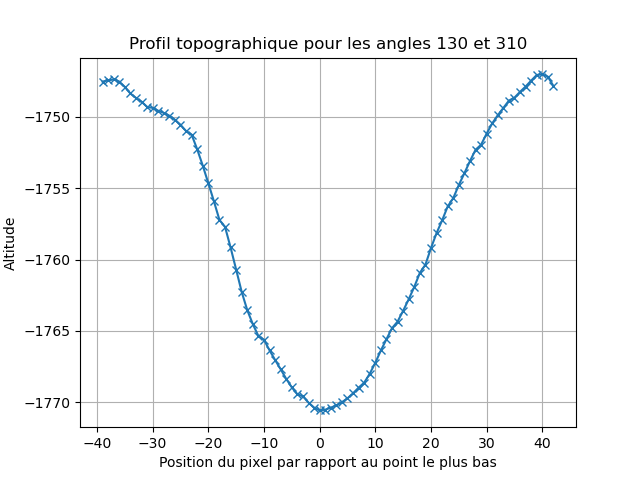 Profil topographique pour les angles 130 et 310
Altitude
−1750
−1755
−1760
−1765
−1770
−40 −30 −20 −10 0 10 20 30 40
Position du pixel par rapport au point le plus bas